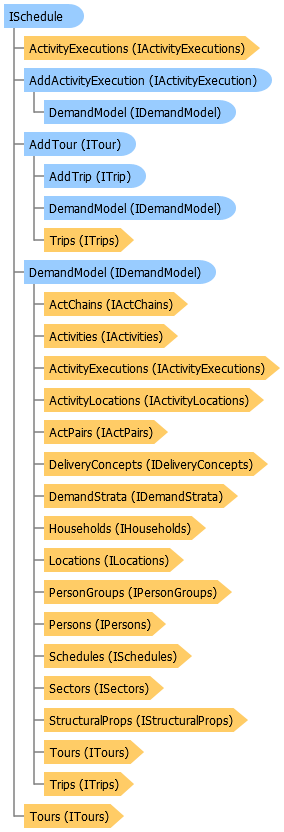 ISchedule
ActivityExecutions (IActivityExecutions)
AddActivityExecution (IActivityExecution)
DemandModel (IDemandModel)
AddTour (ITour)
AddTrip (ITrip)
DemandModel (IDemandModel)
Trips (ITrips)
DemandModel (IDemandModel)
ActChains (IActChains)
Activities (IActivities)
ActivityExecutions (IActivityExecutions)
ActivityLocations (IActivityLocations)
ActPairs (IActPairs)
DeliveryConcepts (IDeliveryConcepts)
DemandStrata (IDemandStrata)
Households (IHouseholds)
Locations (ILocations)
PersonGroups (IPersonGroups)
Persons (IPersons)
Schedules (ISchedules)
Sectors (ISectors)
StructuralProps (IStructuralProps)
Tours (ITours)
Trips (ITrips)
Tours (ITours)